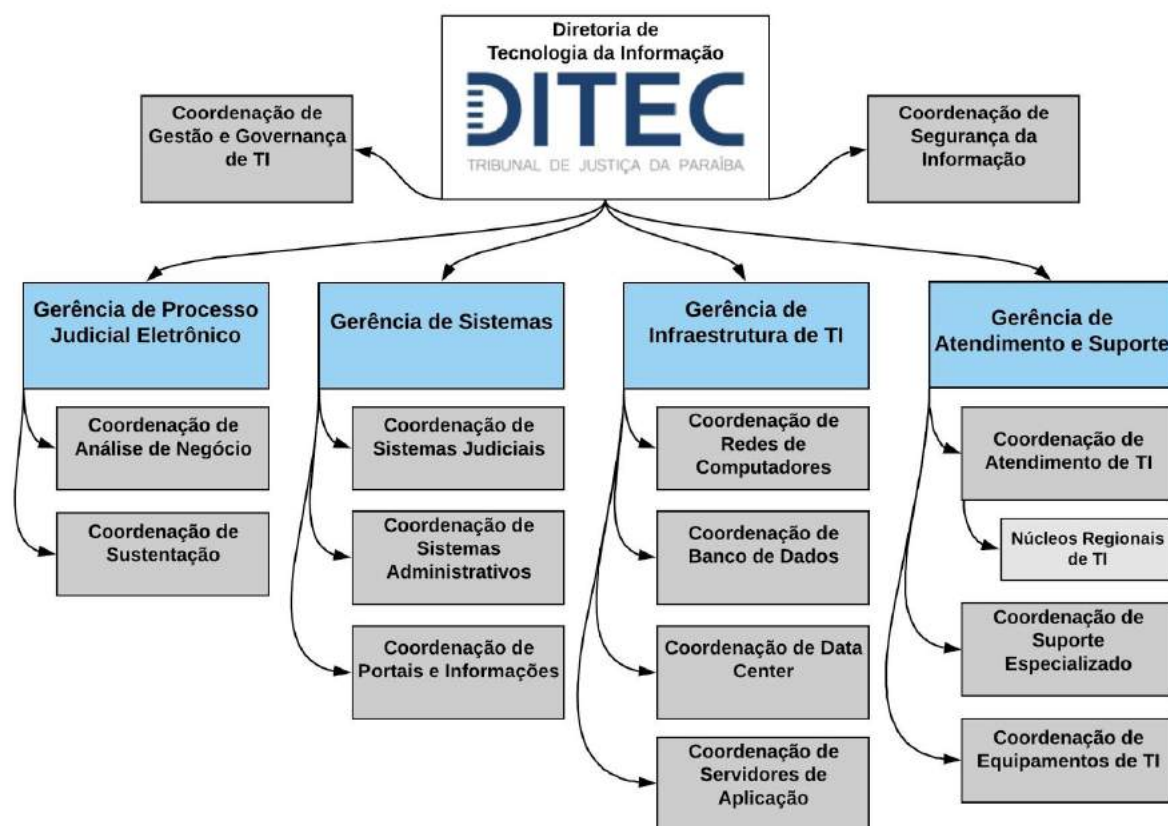 Diretoria de
Tecnologia da Informação
DITEC
TRIBUNAL DE JUSTIÇA DA PARAÍBA
Coordenação de
Gestão e Governança
de TI
Coordenação de
Segurança da
Informação
Gerência de Processo
Judicial Eletrônico
Coordenação de
Análise de Negócio
Coordenação de
Sustentação
Gerência de Sistemas
Coordenação de
Sistemas Judiciais
Coordenação de
Sistemas
Administrativos
Coordenação de
Portais e Informações
Gerência de
Infraestrutura de TI
Coordenação de
Redes de
Computadores
Coordenação de
Banco de Dados
Coordenação de Data
Center
Coordenação de
Servidores de
Aplicação
Gerência de
Atendimento e Suporte
Coordenação de
Atendimento de TI
Núcleos Regionais
de TI
Coordenação de
Suporte
Especializado
Coordenação de
Equipamentos de TI